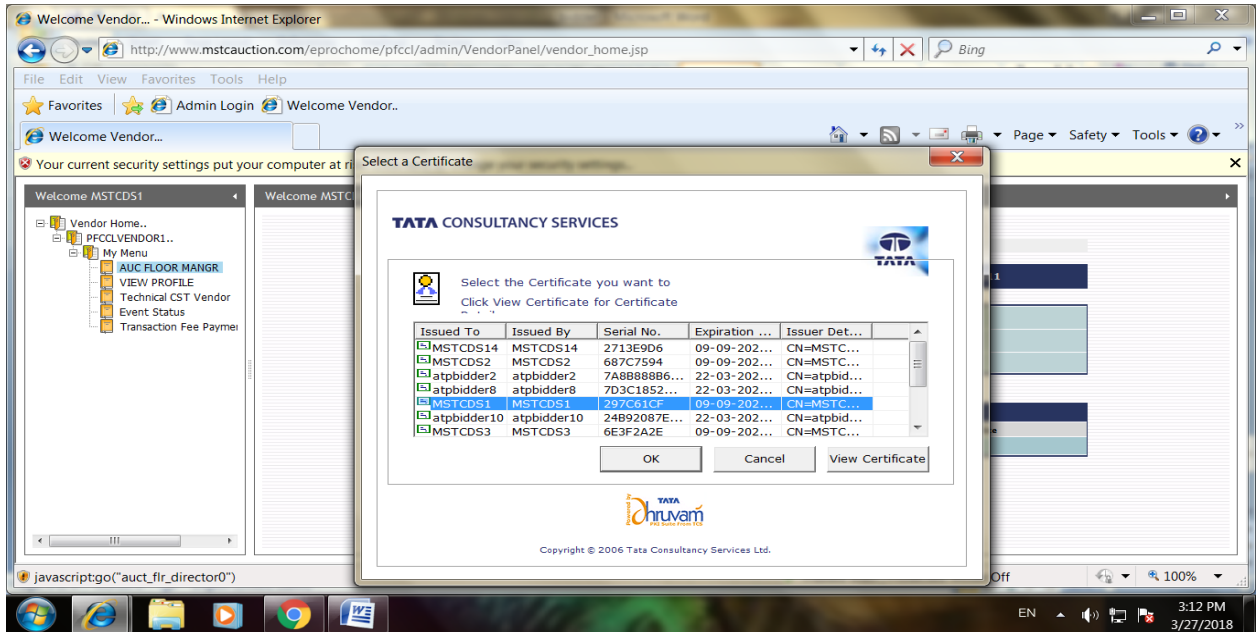 Welcome Vendor... - Windows Internet Explorer
http://www.mstcauction.com/eprochome/pfccl/admin/VendorPanel/vendor_home.jsp
Bing
File Edit View Favorites Tools Help
Favorites Admin Login Welcome Vendor..
Welcome Vendor...
Page Safety Tools
Your current security settings put your computer at ri
Select a Certificate
Welcome MSTCDS1
Welcome MSTC
Vendor Home..
PFCCLVENDOR1..
My Menu
AUC FLOOR MANGR
VIEW PROFILE
Technical CST Vendor
Event Status
Transaction Fee Paymer
TATA CONSULTANCY SERVICES
TATA
Select the Certificate you want to
Click View Certificate for Certificate
Issued To Issued By Serial No. Expiration ... Issuer Det...
MSTCDS14 MSTCDS14 2713E9D6 09-09-202... CN=MSTC...
MSTCDS2 MSTCDS2 687C7594 09-09-202... CN=MSTC...
atpbidder2 atpbidder2 7A8B888B6... 22-03-202... CN=atpbid...
atpbidder8 atpbidder8 7D3C1852... 22-03-202... CN=atpbid...
MSTCDS1 MSTCDS1 297C61CF 09-09-202... CN=MSTC...
atpbidder10 atpbidder10 24B92087E... 22-03-202... CN=atpbid...
MSTCDS3 MSTCDS3 6E3F2A2E 09-09-202... CN=MSTC...
OK Cancel View Certificate
Powered by
TATA
Dhruvam
PKI Suite From TCS
Copyright © 2006 Tata Consultancy Services Ltd.
1
e
javascript:go("auct_flr_director0")
Off
100%
EN
3:12 PM
3/27/2018